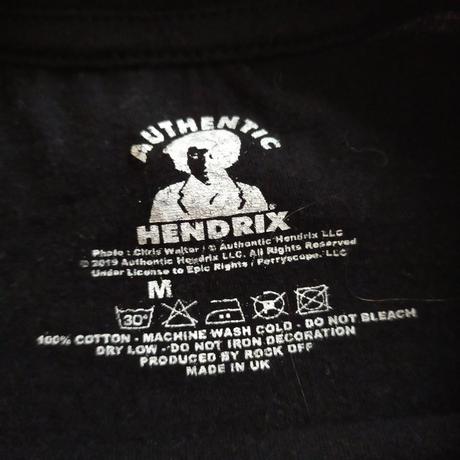 AUTHENTIC
HENDRIX®
Photo : Chris Walter / © Authentic Hendrix LLC
© 2019 Authentic Hendrix LLC. All Rights Reserved
Under License to Epic Rights / Perryscope, LLC
M
30°
100% COTTON - MACHINE WASH COLD - DO NOT BLEACH
DRY LOW - DO NOT IRON DECORATION
PRODUCED BY ROCK OFF
MADE IN UK